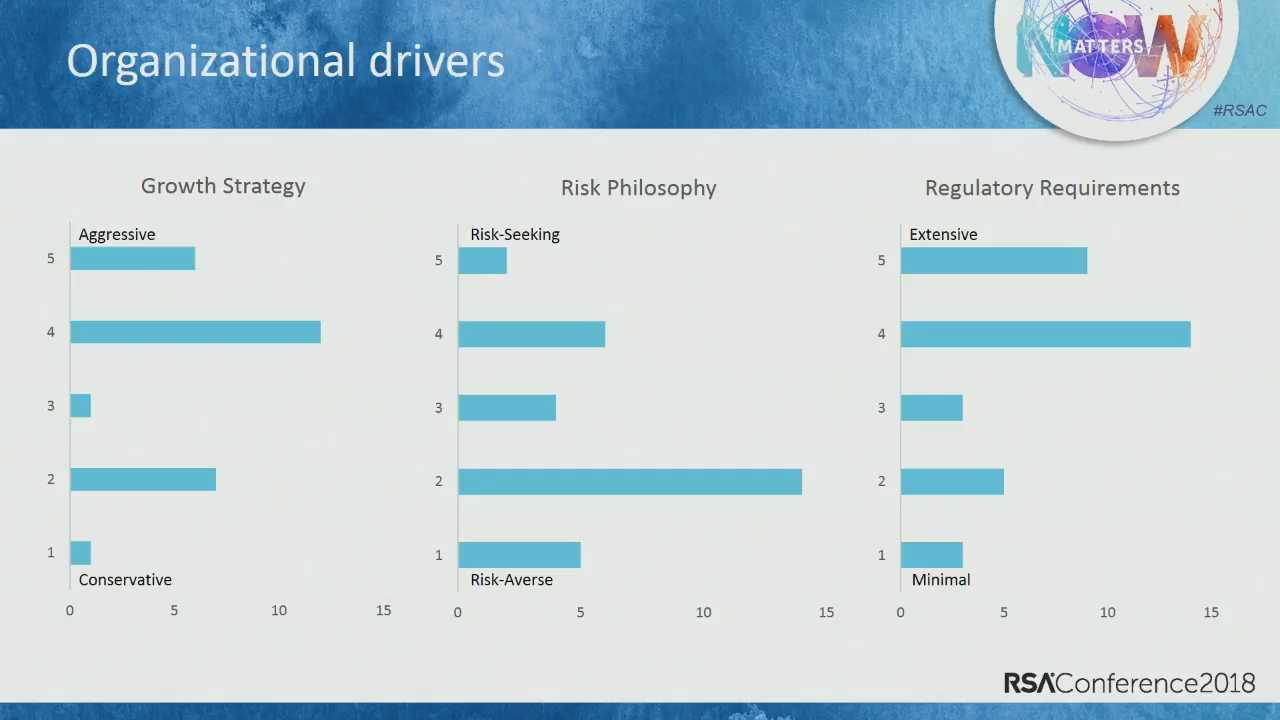 Organizational drivers
NOW
MATTERS
#RSAC
Growth Strategy
Aggressive
5
4
3
2
1
Conservative
0 5 10 15
Risk Philosophy
Risk-Seeking
5
4
3
2
1
Risk-Averse
0 5 10 15
Regulatory Requirements
Extensive
5
4
3
2
1
Minimal
0 5 10 15
RSAConference2018